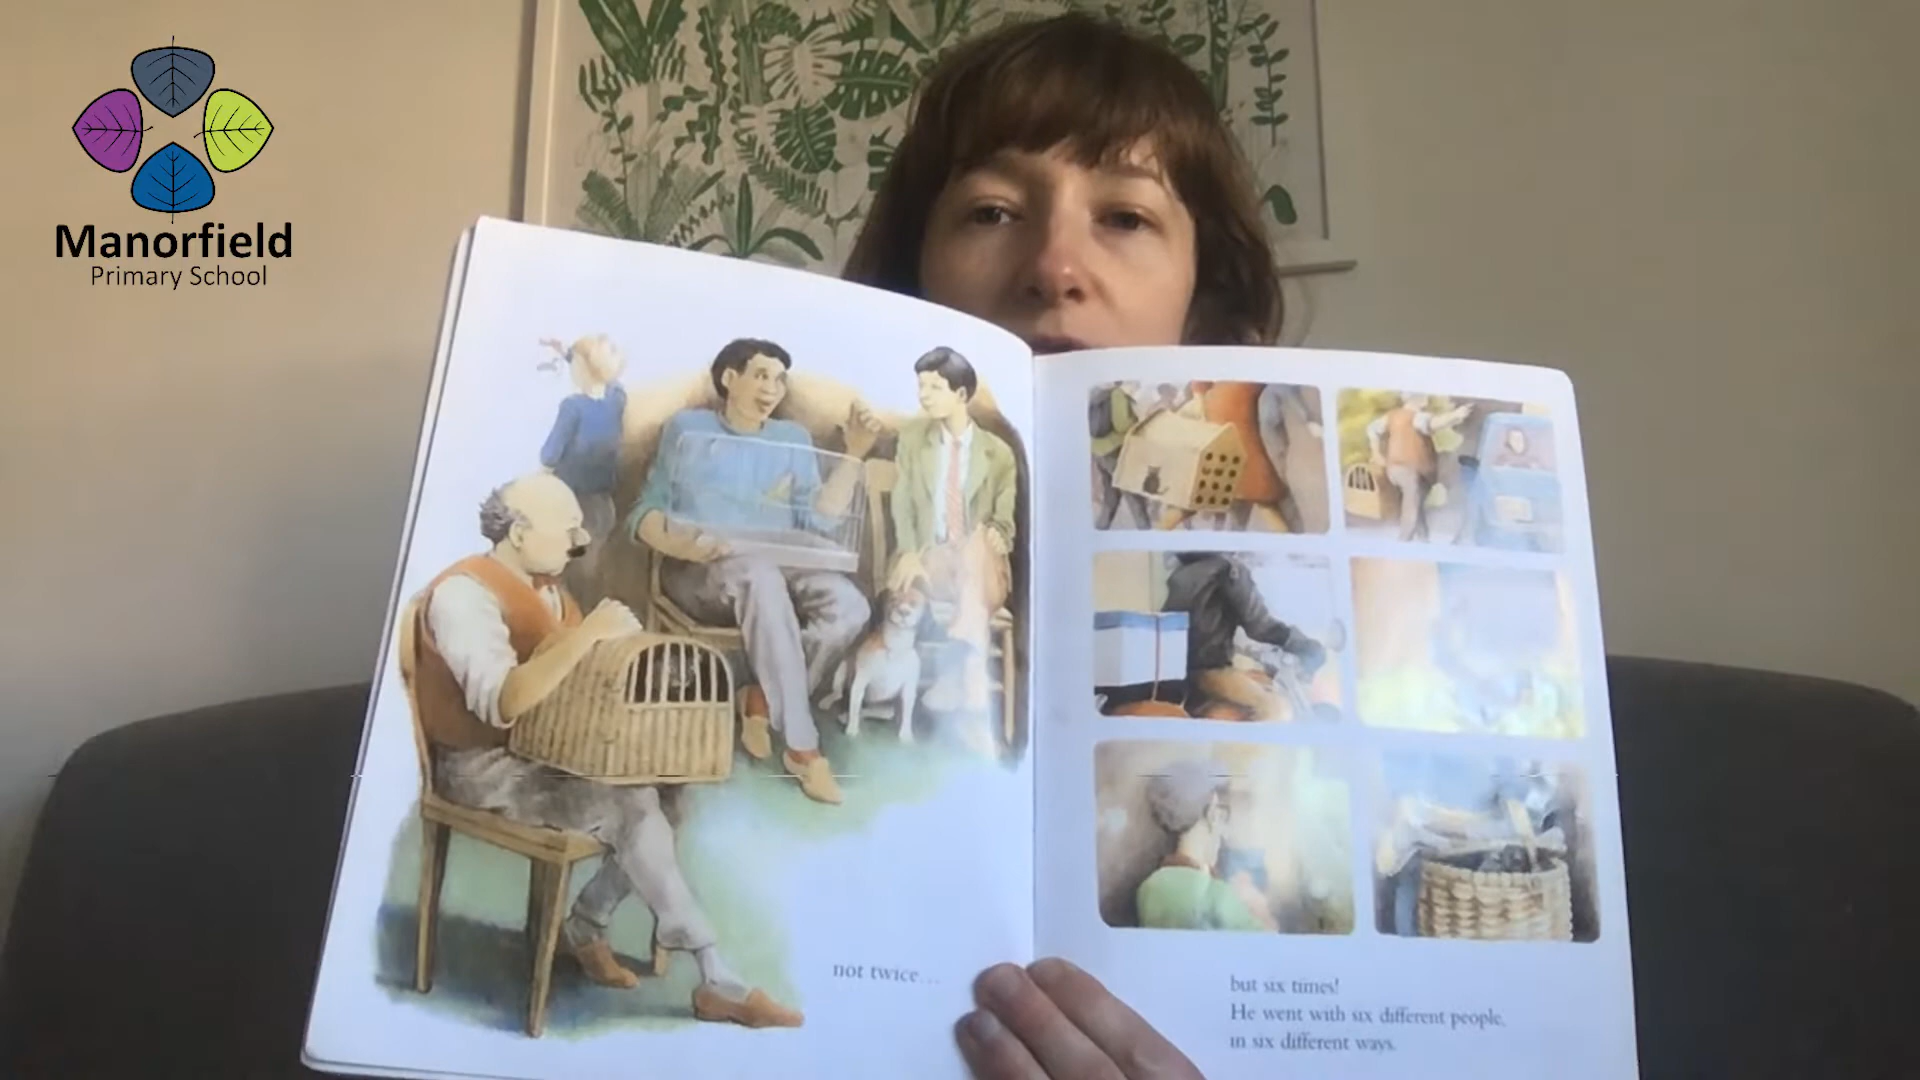 Manorfield
Primary School
not twice...
but six times!
He went with six different people,
in six different ways.